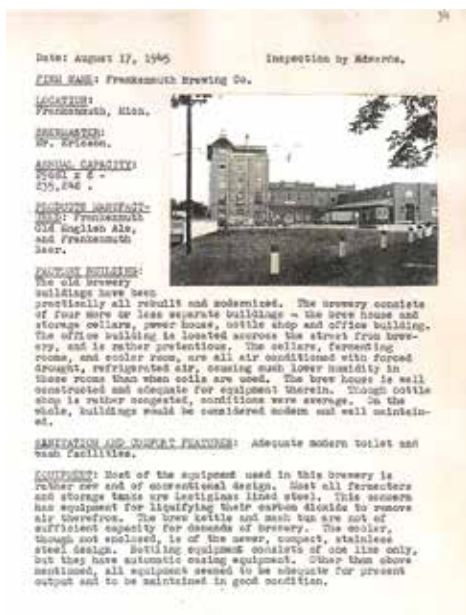 34
Date: August 17, 1945 Inspection by Edwards.
FIRM NAME: Frankenmuth Brewing Co.
LOCATION:
Frankenmuth, Mich.
BREWMASTER:
Mr. Ericson.
ANNUAL CAPACITY:
x 8 -
235,248 .
PRODUCTS MANUFACT-
URED: Frankenmuth
Old English Ale,
and Frankenmuth
Beer.
FACTORY BUILDING:
The old brewery
buildings have been
practically all rebuilt and modernized. The brewery consists
of four more or less separate buildings - the brew house and
storage cellars, power house, bottle shop and office building.
The office building is located accross the street from brew-
ery, and is rather pretentious. The cellars, fermenting
rooms, and cooler room, are all air conditioned with forced
drought, refrigerated air, causing much lower humidity in
these rooms than when coils are used. The brew house is well
constructed and adequate for equipment therein. Though bottle
shop is rather congested, conditions were average. On the
whole, buildings would be considered modern and well maintain-
ed.
SANITATION AND COMFORT FEATURES: Adequate modern toilet and
wash facilities.
EQUIPMENT: Most of the equipment used in this brewery is
rather new and of conventional design. Most all fermenters
and storage tanks are lastiglass lined steel. This concern
has equipment for liquifying their carbon dioxide to remove
air therefrom. The brew kettle and mash tun are not of
sufficient capacity for demands of brewery. The cooler,
though not enclosed, is of the newer, compact, stainless
steel design. Bottling equipment consists of one line only,
but they have automatic casing equipment. Other than above
mentioned, all equipment seemed to be adequate for present
output and to be maintained in good condition.